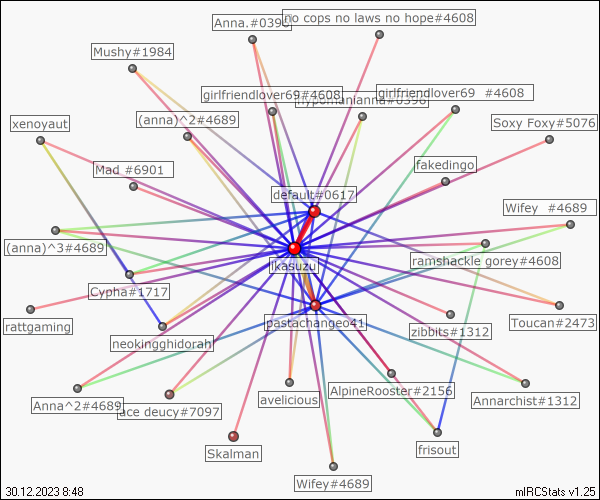 no cops no laws no hope#4608
Anna.#0396
Mushy#1984
girlfriendlover69#4608
girlfriendlover69  #4608
hypomanianna#0396
xenoyaut
(anna)^2#4689
Soxy Foxy#5076
Mad  #6901
fakedingo
default#0617
Wifey  #4689
(anna)^3#4689
ramshackle gorey#4608
Ikasuzu
Cypha#1717
rattgaming
pastachangeo41
zibbits#1312
Toucan#2473
neokingghidorah
AlpineRooster#2156
avelicious
Annarchist#1312
Anna^2#4689
ace deucy#7097
Skalman
frisout
Wifey#4689
30.12.2023 8:48
mIRCStats v1.25